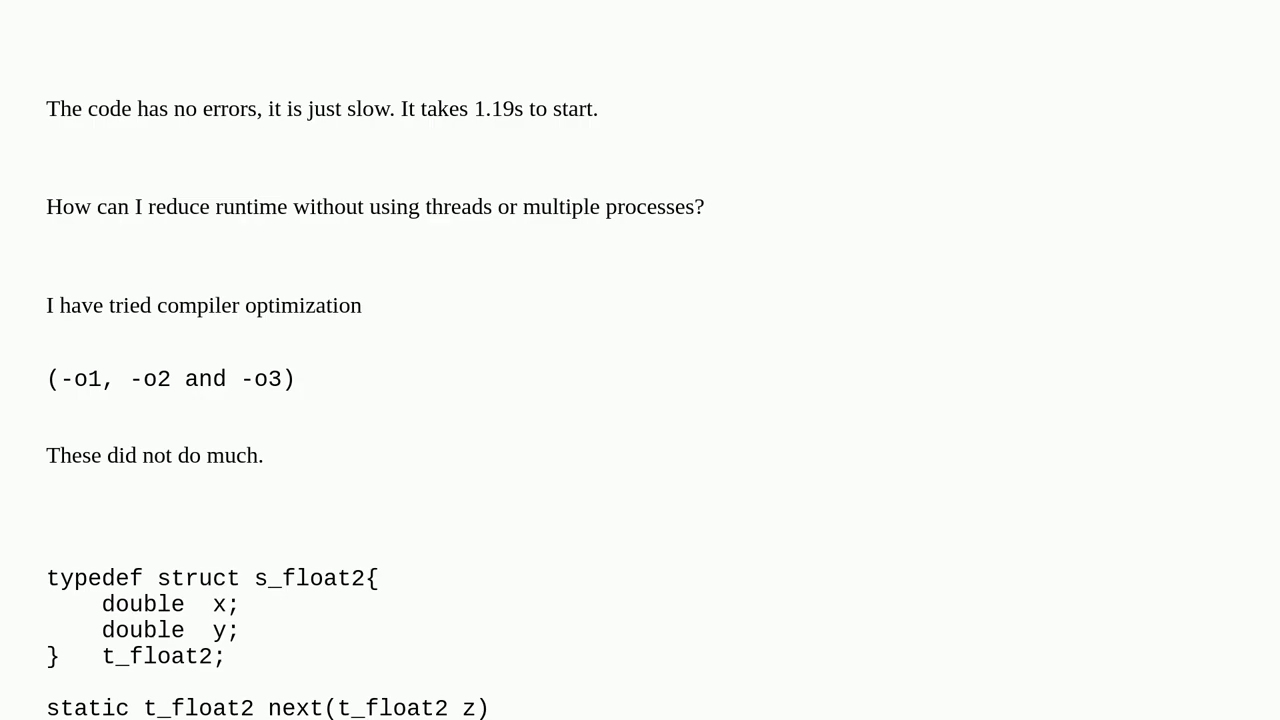 The code has no errors, it is just slow. It takes 1.19s to start.
How can I reduce runtime without using threads or multiple processes?
I have tried compiler optimization
(-o1, -o2 and -o3)
These did not do much.
typedef struct s_float2{
    double  x;
    double  y;
}   t_float2;
static t_float2 next(t_float2 z)